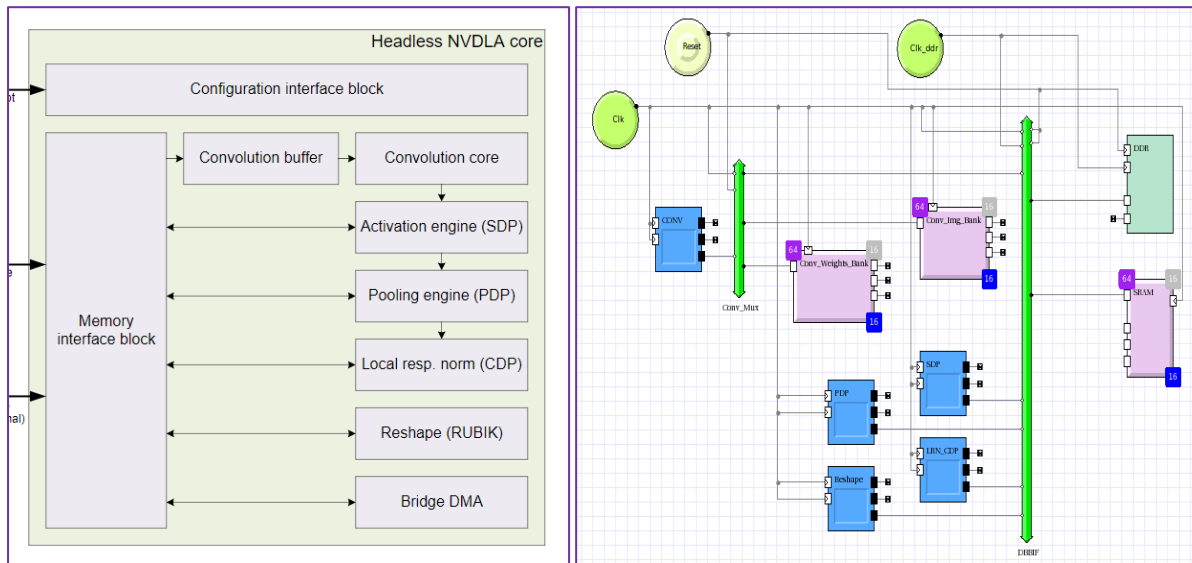 Headless NVDLA core
Configuration interface block
Convolution buffer
Convolution core
Activation engine (SDP)
Pooling engine (PDP)
Memory
interface block
Local resp. norm (CDP)
Reshape (RUBIK)
Bridge DMA
nal)
Reset
Clk_ddr
Clk
DDR
CONV
64
16
Conv_Img_Bank
16
64
16
Conv_Weights_Bank
16
Conv_Mux
64
16
SRAM
16
SDP
PDP
LRN_CDP
Reshape
DBBIF